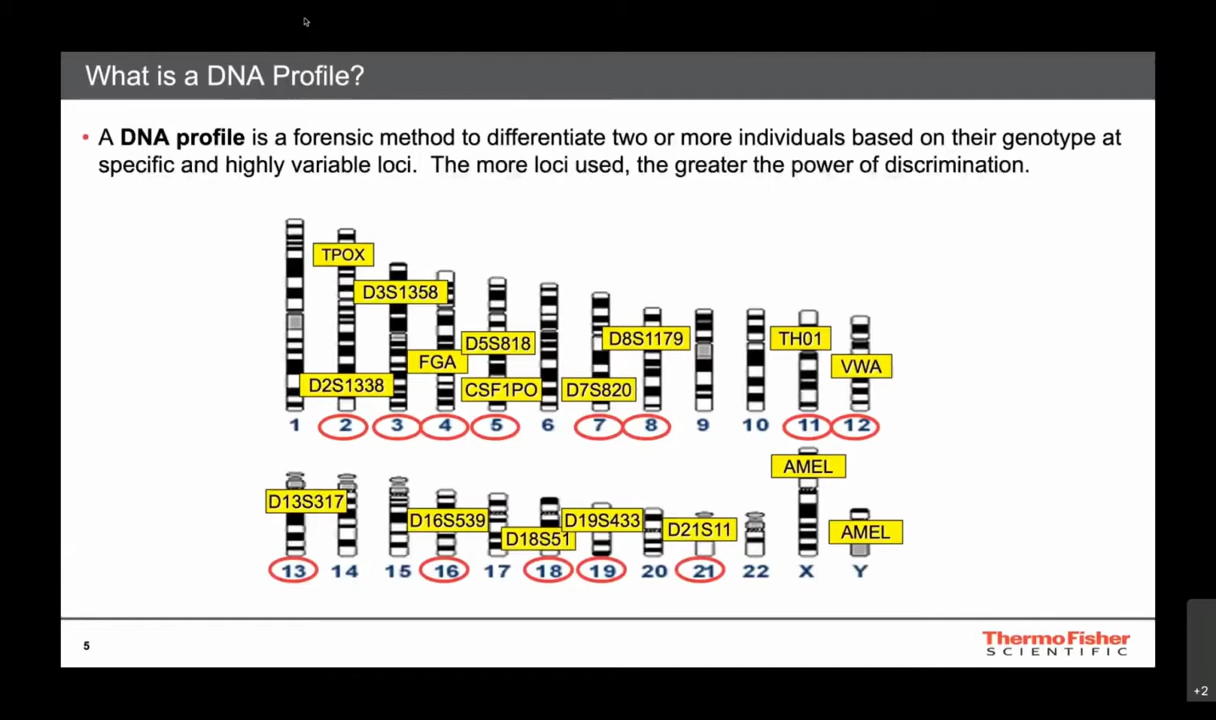 What is a DNA Profile?
• A DNA profile is a forensic method to differentiate two or more individuals based on their genotype at
specific and highly variable loci. The more loci used, the greater the power of discrimination.
TPOX
D3S1358
D8S1179
TH01
D5S818
FGA
VWA
D2S1338
CSF1PO
D7S820
1 2 3 4 5 6 7 8 9 10 11 12
AMEL
D13S317
D16S539
D19S433
D21S11
AMEL
D18S51
13 14 15 16 17 18 19 20 21 22 X Y
5
ThermoFisher
SCIENTIFIC
+2